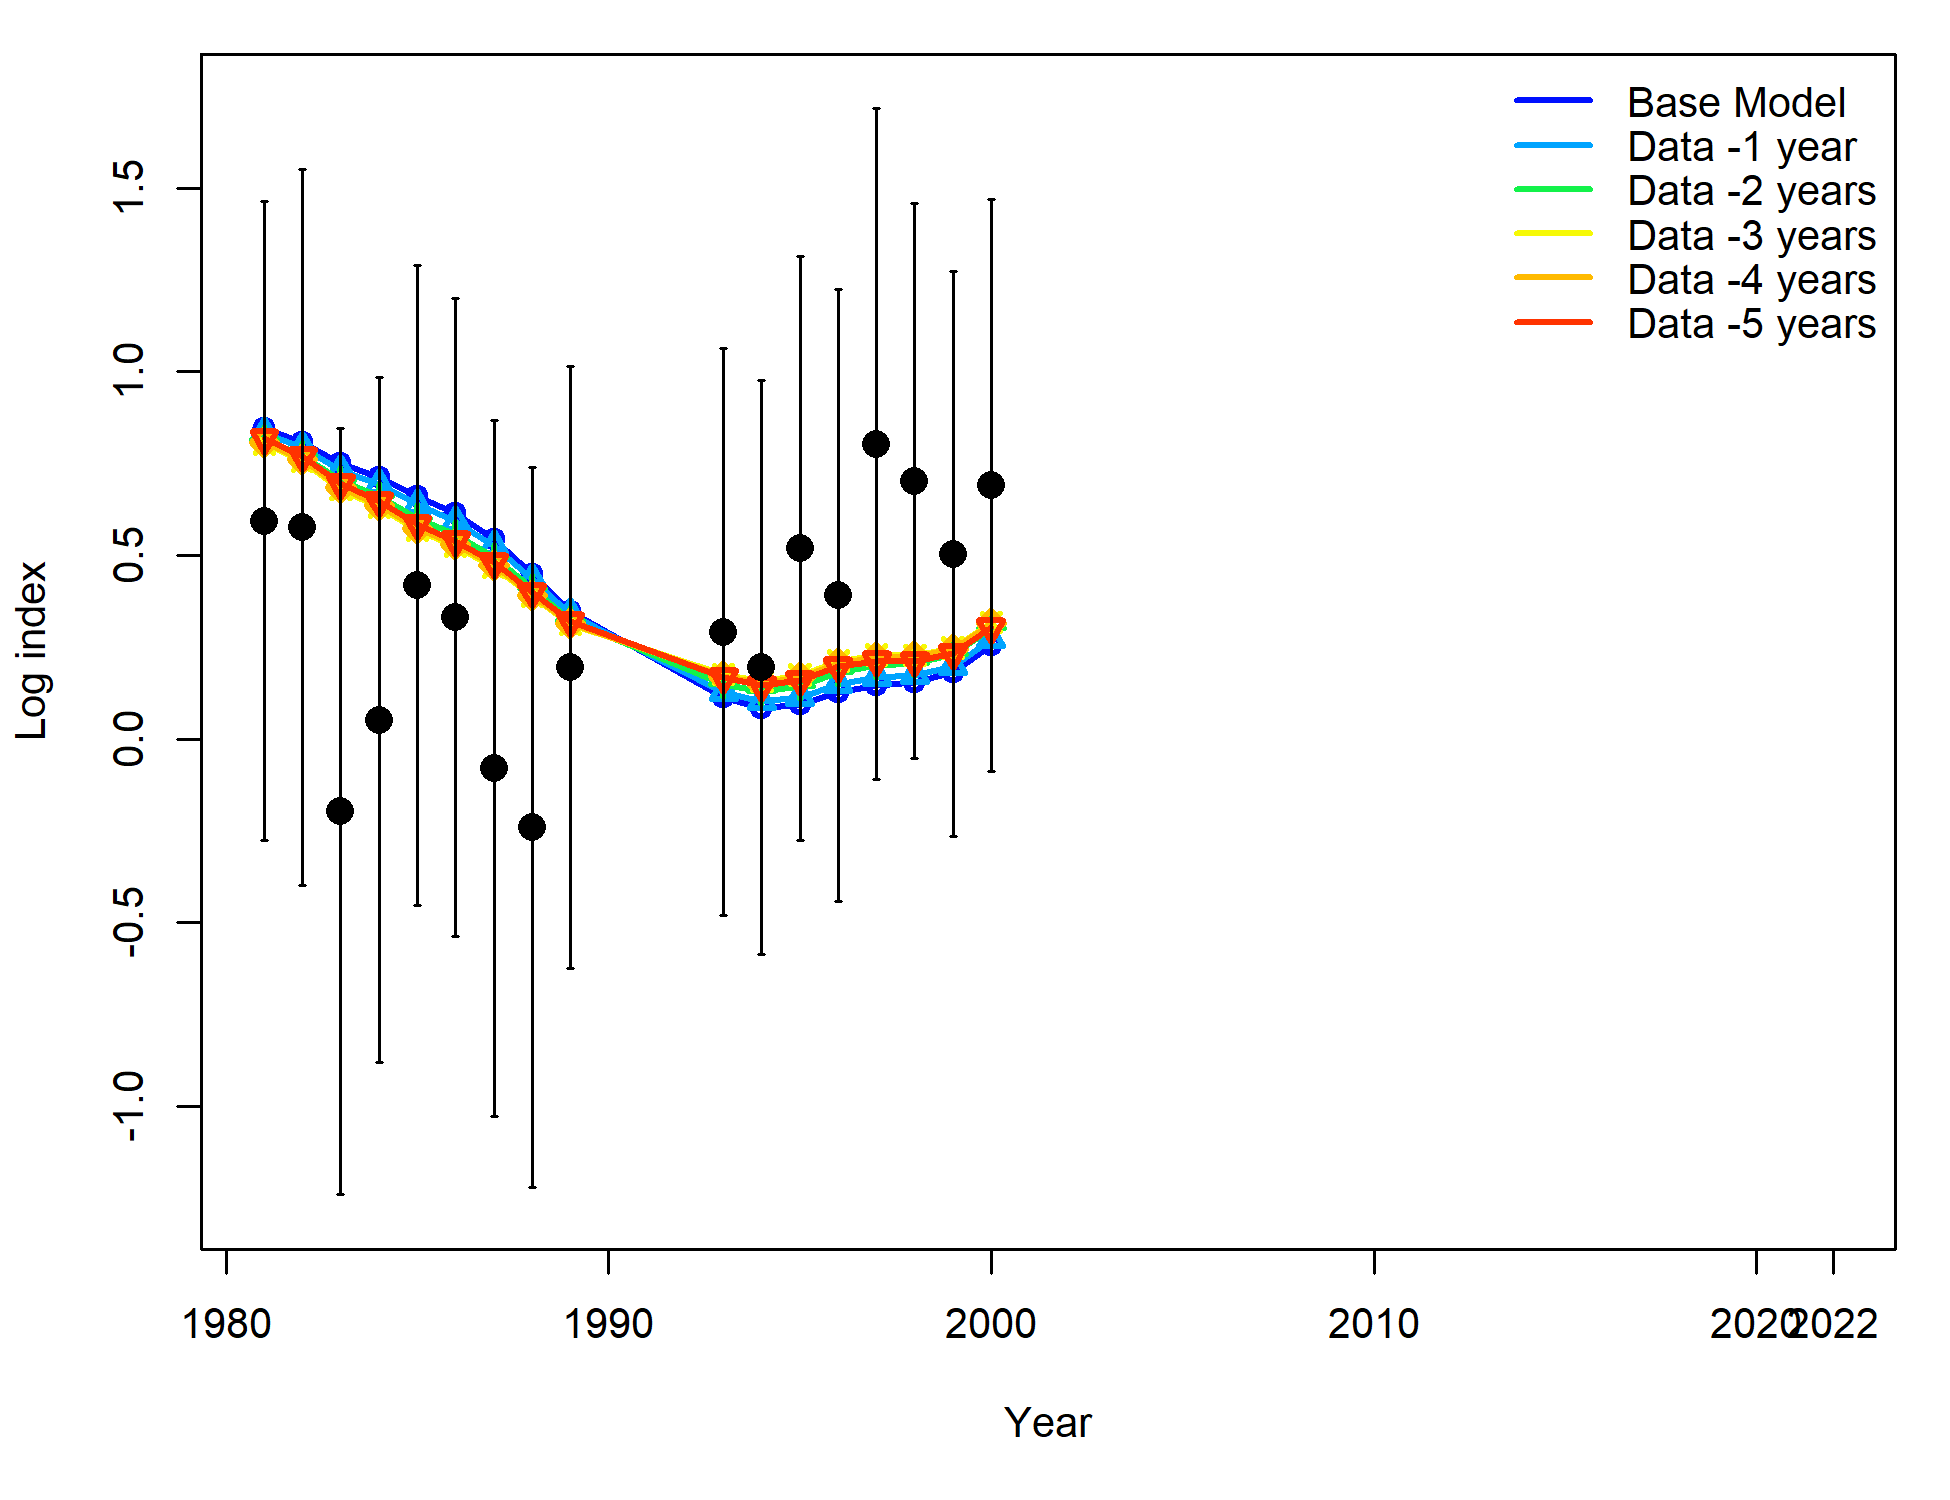 Base Model
Data -1 year
Data -2 years
Data -3 years
Data -4 years
Data -5 years
1.5
1.0
0.5
0.0
-0.5
-1.0
Log index
1980 1990 2000 2010 2020 2022
Year